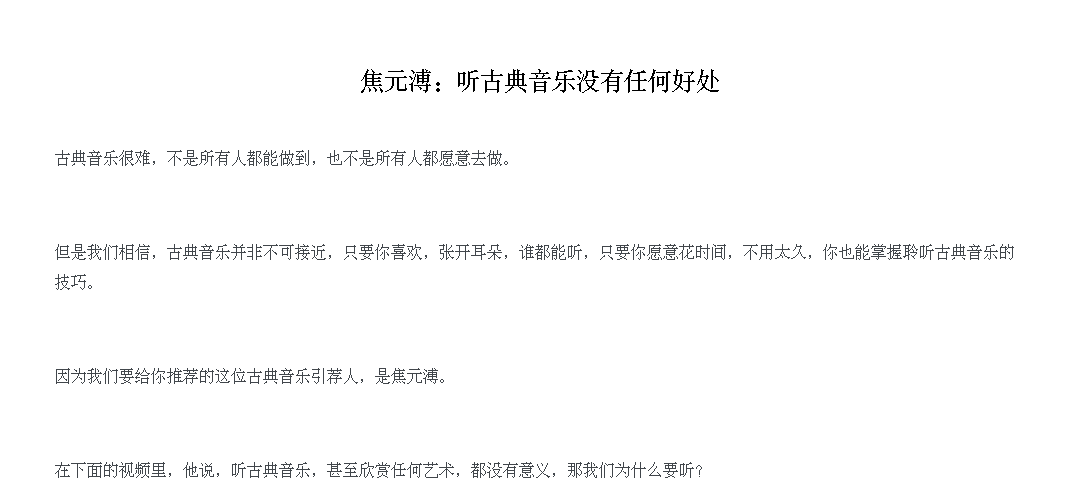 焦元溥：听古典音乐没有任何好处
古典音乐很难，不是所有人都能做到，也不是所有人都愿意去做。
但是我们相信，古典音乐并非不可接近，只要你喜欢，张开耳朵，谁都能听，只要你愿意花时间，不用太久，你也能掌握聆听古典音乐的
技巧。
因为我们要给你推荐的这位古典音乐引荐人，是焦元溥。
在下面的视频里，他说，听古典音乐，甚至欣赏任何艺术，都没有意义，那我们为什么要听？